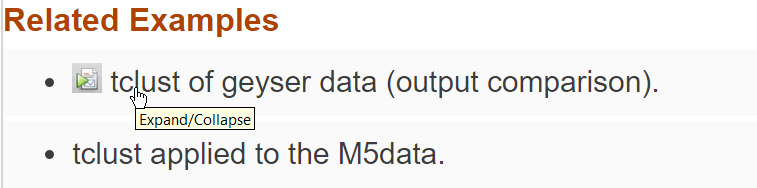 Related Examples
tclust of geyser data (output comparison).
Expand/Collapse
tclust applied to the M5data.